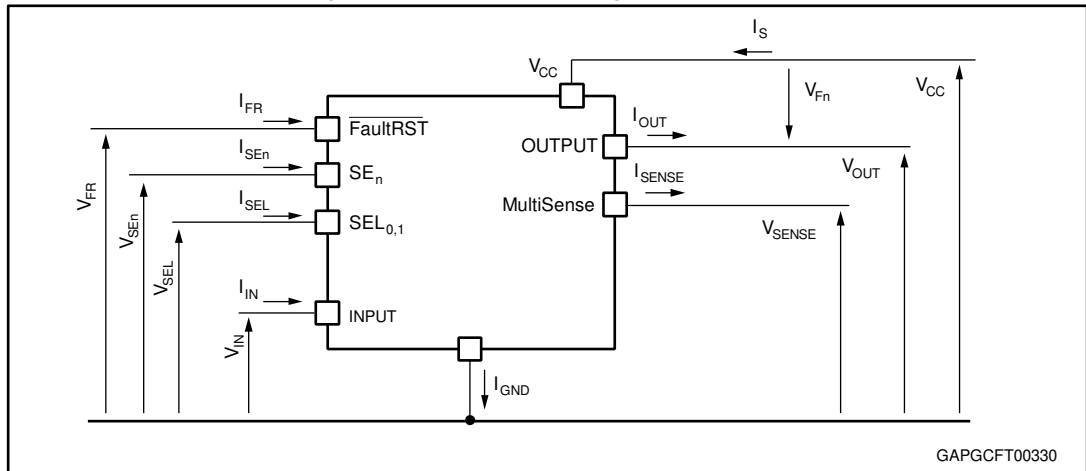 I_S
V_CC
V_Fn
V_CC
I_FR
FaultRST
I_OUT
OUTPUT
I_SEn
SE_n
I_SENSE
V_OUT
MultiSense
V_FR
I_SEL
SEL_0,1
V_SEn
V_SENSE
V_SEL
I_IN
INPUT
V_IN
I_GND
GAPGCFT00330